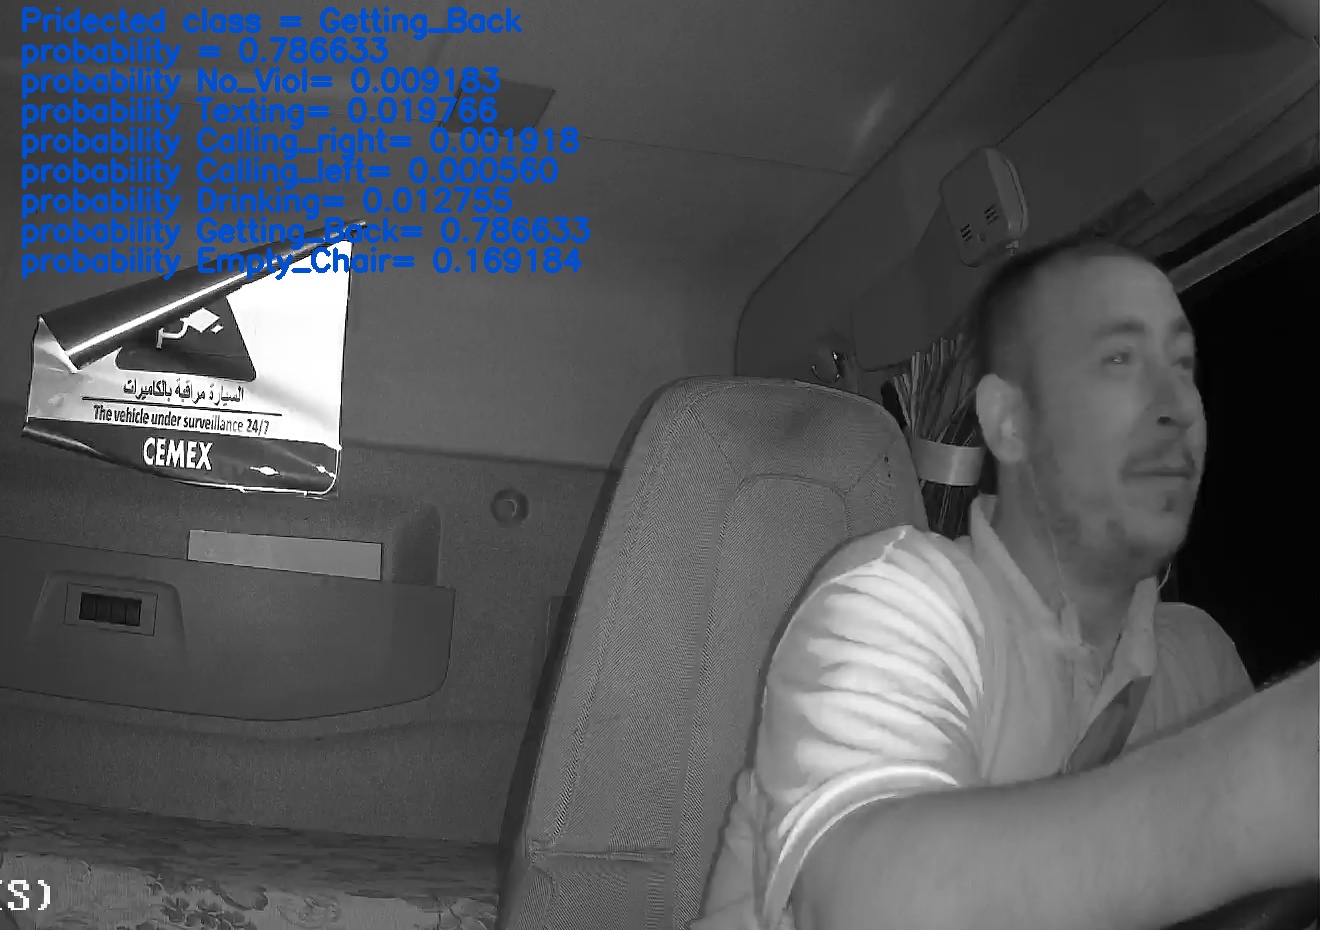 Pridected class = Getting_Back
probability = 0.786633
probability No_Viol= 0.009183
probability Texting= 0.019766
probability Calling_right= 0.001918
probability Calling_left= 0.000560
probability Drinking= 0.012755
probability Getting_Back= 0.786633
probability Empty_Chair= 0.169184
السيارة مراقبة بالكاميرات
The vehicle under surveillance 24/7
CEMEX
S)